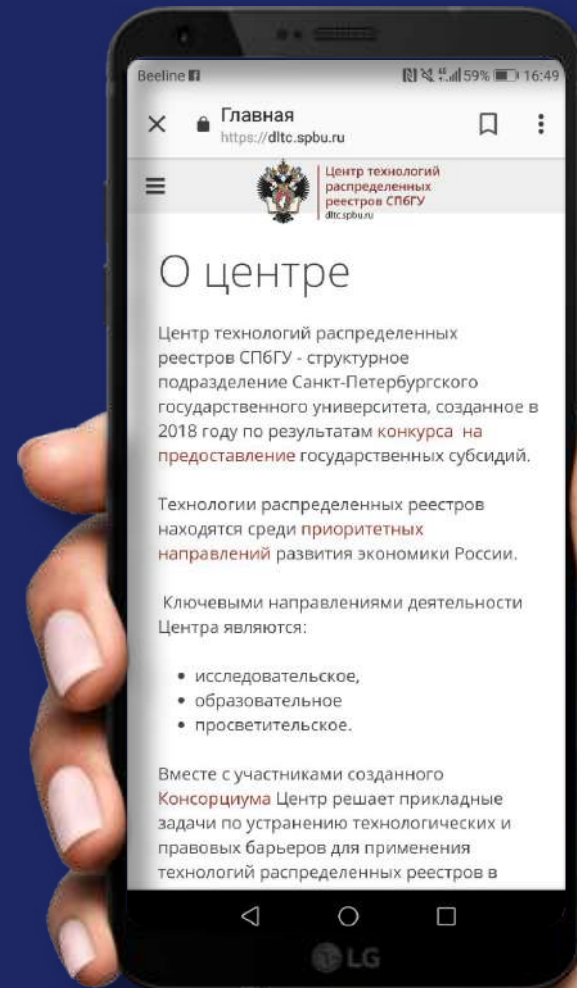 Beeline
59% 16:49
Главная
https://dltc.spbu.ru
Центр технологий
распределенных
реестров СПбГУ
dltc.spbu.ru
О центре
Центр технологий распределенных
реестров СПбГУ - структурное
подразделение Санкт-Петербургского
государственного университета, созданное в
2018 году по результатам конкурса на
предоставление государственных субсидий.
Технологии распределенных реестров
находятся среди приоритетных
направлений развития экономики России.
Ключевыми направлениями деятельности
Центра являются:
• исследовательское,
• образовательное
• просветительское.
Вместе с участниками созданного
Консорциума Центр решает прикладные
задачи по устранению технологических и
правовых барьеров для применения
технологий распределенных реестров в
LG